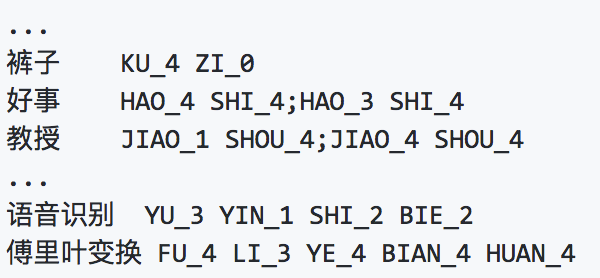 ...
裤子 KU_4 ZI_0
好事 HAO_4 SHI_4;HAO_3 SHI_4
教授 JIAO_1 SHOU_4;JIAO_4 SHOU_4
...
语音识别 YU_3 YIN_1 SHI_2 BIE_2
傅里叶变换 FU_4 LI_3 YE_4 BIAN_4 HUAN_4